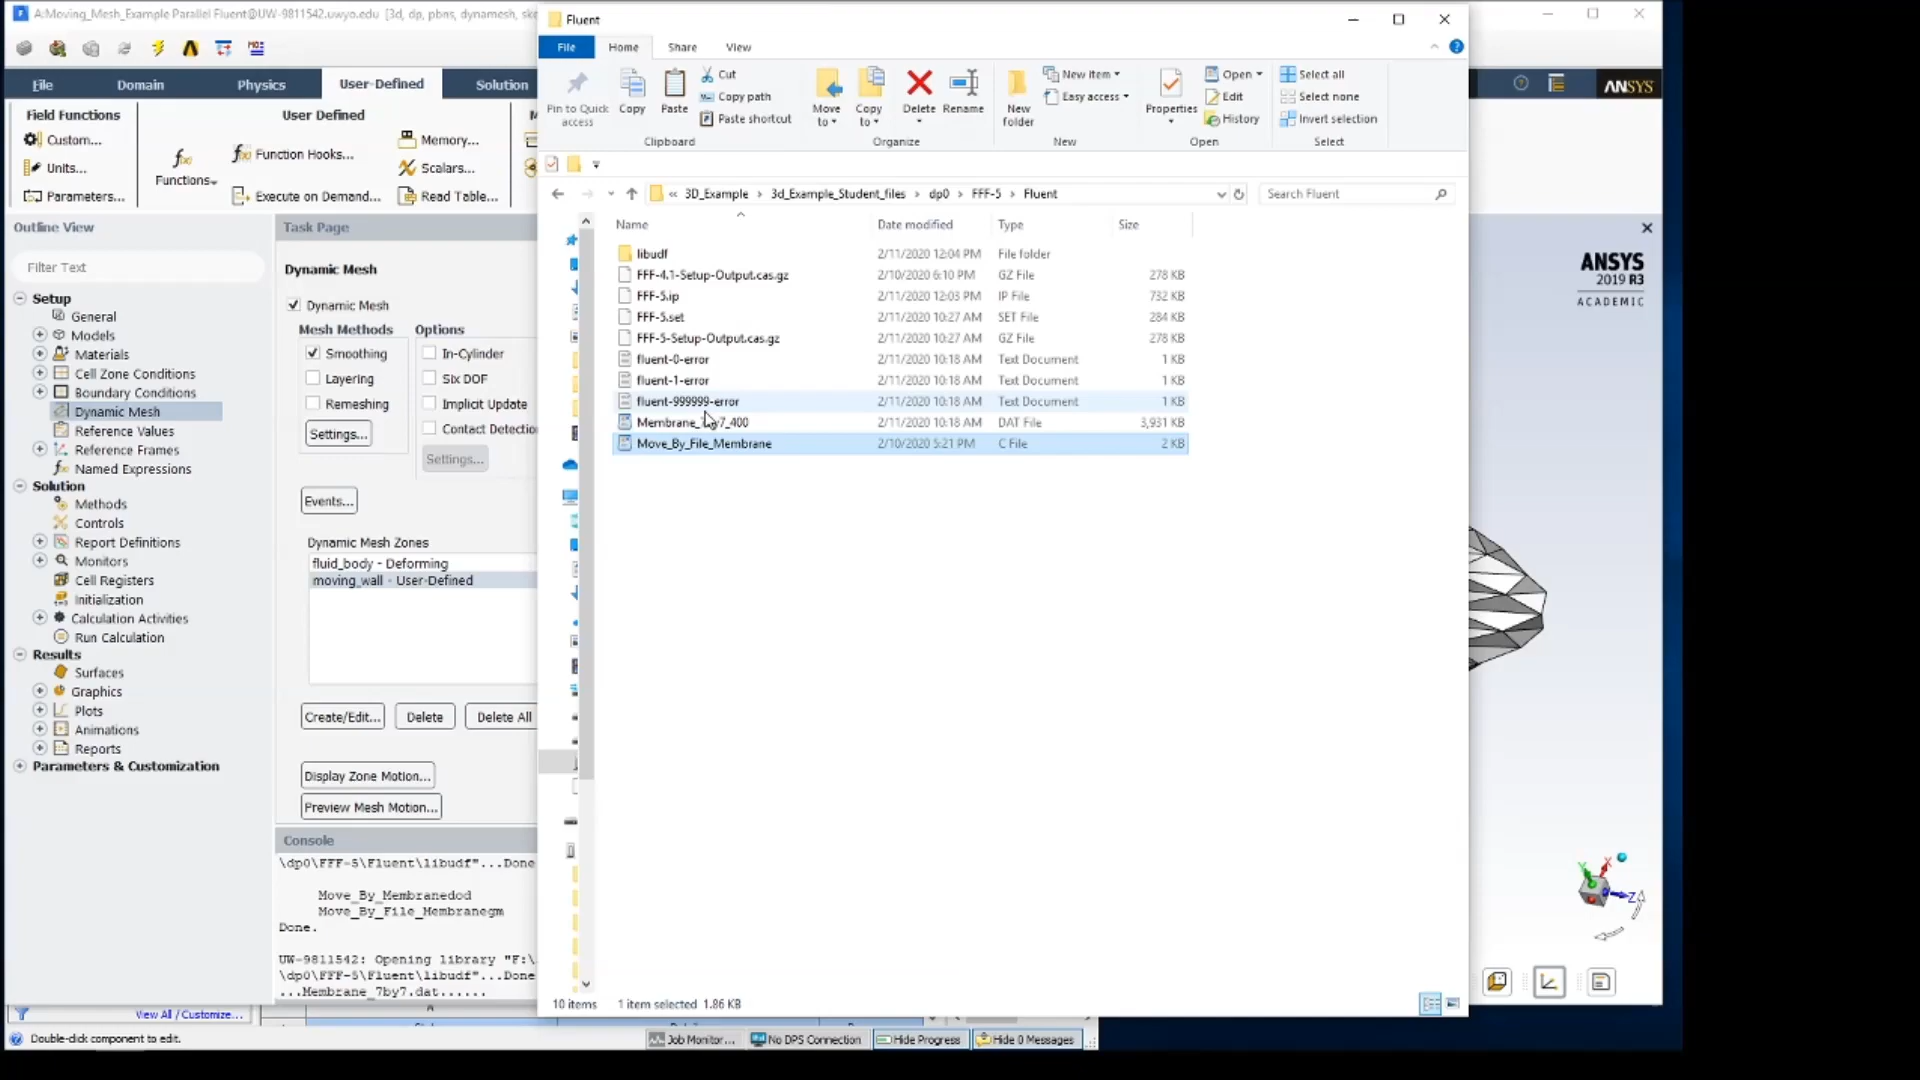 A:Moving_Mesh_Example Parallel Fluent@UW-9811542.uwyo.edu [3d, dp, pbns, dynamesh, ske
File
Domain
Physics
User-Defined
Solution
Field Functions
User Defined
Custom...
Units...
Parameters...
Functions
Function Hooks...
Execute on Demand...
Memory...
Scalars...
Read Table...
Outline View
Filter Text
Setup
General
Models
Materials
Cell Zone Conditions
Boundary Conditions
Dynamic Mesh
Reference Values
Reference Frames
Named Expressions
Solution
Methods
Controls
Report Definitions
Monitors
Cell Registers
Initialization
Calculation Activities
Run Calculation
Results
Surfaces
Graphics
Plots
Animations
Reports
Parameters & Customization
View All / Customize...
Double-click component to edit.
Task Page
Dynamic Mesh
Dynamic Mesh
Mesh Methods
Options
Smoothing
Layering
Remeshing
Settings...
In-Cylinder
Six DOF
Implicit Update
Contact Detectio
Settings...
Events...
Dynamic Mesh Zones
fluid_body - Deforming
moving_wall - User-Defined
Create/Edit...
Delete
Delete All
Display Zone Motion...
Preview Mesh Motion...
Console
\dp0\FFF-5\Fluent\libudf"...Done
Move_By_Membranedod
Move_By_File_Membranegm
Done.
UW-9811542: Opening library "F:\
\dp0\FFF-5\Fluent\libudf"...Done
...Membrane_7by7.dat......
Fluent
File
Home
Share
View
Pin to Quick access
Copy
Paste
Cut
Copy path
Paste shortcut
Clipboard
Move to
Copy to
Delete
Rename
Organize
New folder
New item
Easy access
New
Properties
Open
Edit
History
Open
Select all
Select none
Invert selection
Select
« 3D_Example > 3d_Example_Student_files > dp0 > FFF-5 > Fluent
Search Fluent
Name Date modified Type Size
libudf 2/11/2020 12:04 PM File folder
FFF-4.1-Setup-Output.cas.gz 2/10/2020 6:10 PM GZ File 278 KB
FFF-5.ip 2/11/2020 12:03 PM IP File 732 KB
FFF-5.set 2/11/2020 10:27 AM SET File 284 KB
FFF-5-Setup-Output.cas.gz 2/11/2020 10:27 AM GZ File 278 KB
fluent-0-error 2/11/2020 10:18 AM Text Document 1 KB
fluent-1-error 2/11/2020 10:18 AM Text Document 1 KB
fluent-999999-error 2/11/2020 10:18 AM Text Document 1 KB
2/11/2020 10:18 AM DAT File 3,931 KB
Move_By_File_Membrane 2/10/2020 5:21 PM C File 2 KB
10 items 1 item selected 1.86 KB
Job Monitor...
No DPS Connection
Hide Progress
Hide 0 Messages
ANSYS
ANSYS
2019 R3
ACADEMIC
Y
X
Z